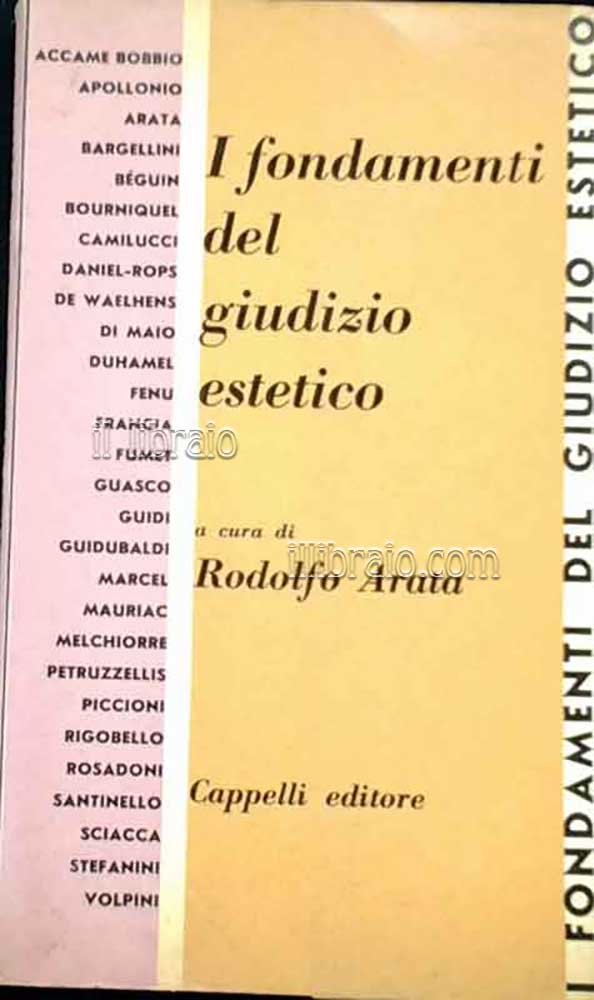 ACCAME BOBBIO
APOLLONIO
ARATA
BARGELLINI
BÉGUIN
BOURNIQUEL
CAMILUCCI
DANIEL-ROPS
DE WAELHENS
DI MAIO
DUHAMEL
FENU
FRANCIA
FUMET
GUASCO
GUIDI
GUIDUBALDI
MARCEL
MAURIAC
MELCHIORRE
PETRUZZELLIS
PICCIONI
RIGOBELLO
ROSADONI
SANTINELLO
SCIACCA
STEFANINI
VOLPINI
I fondamenti
del
giudizio
estetico
a cura di
Rodolfo Arata
Cappelli editore
I FONDAMENTI DEL GIUDIZIO ESTETICO
il libraio
illibraio.com